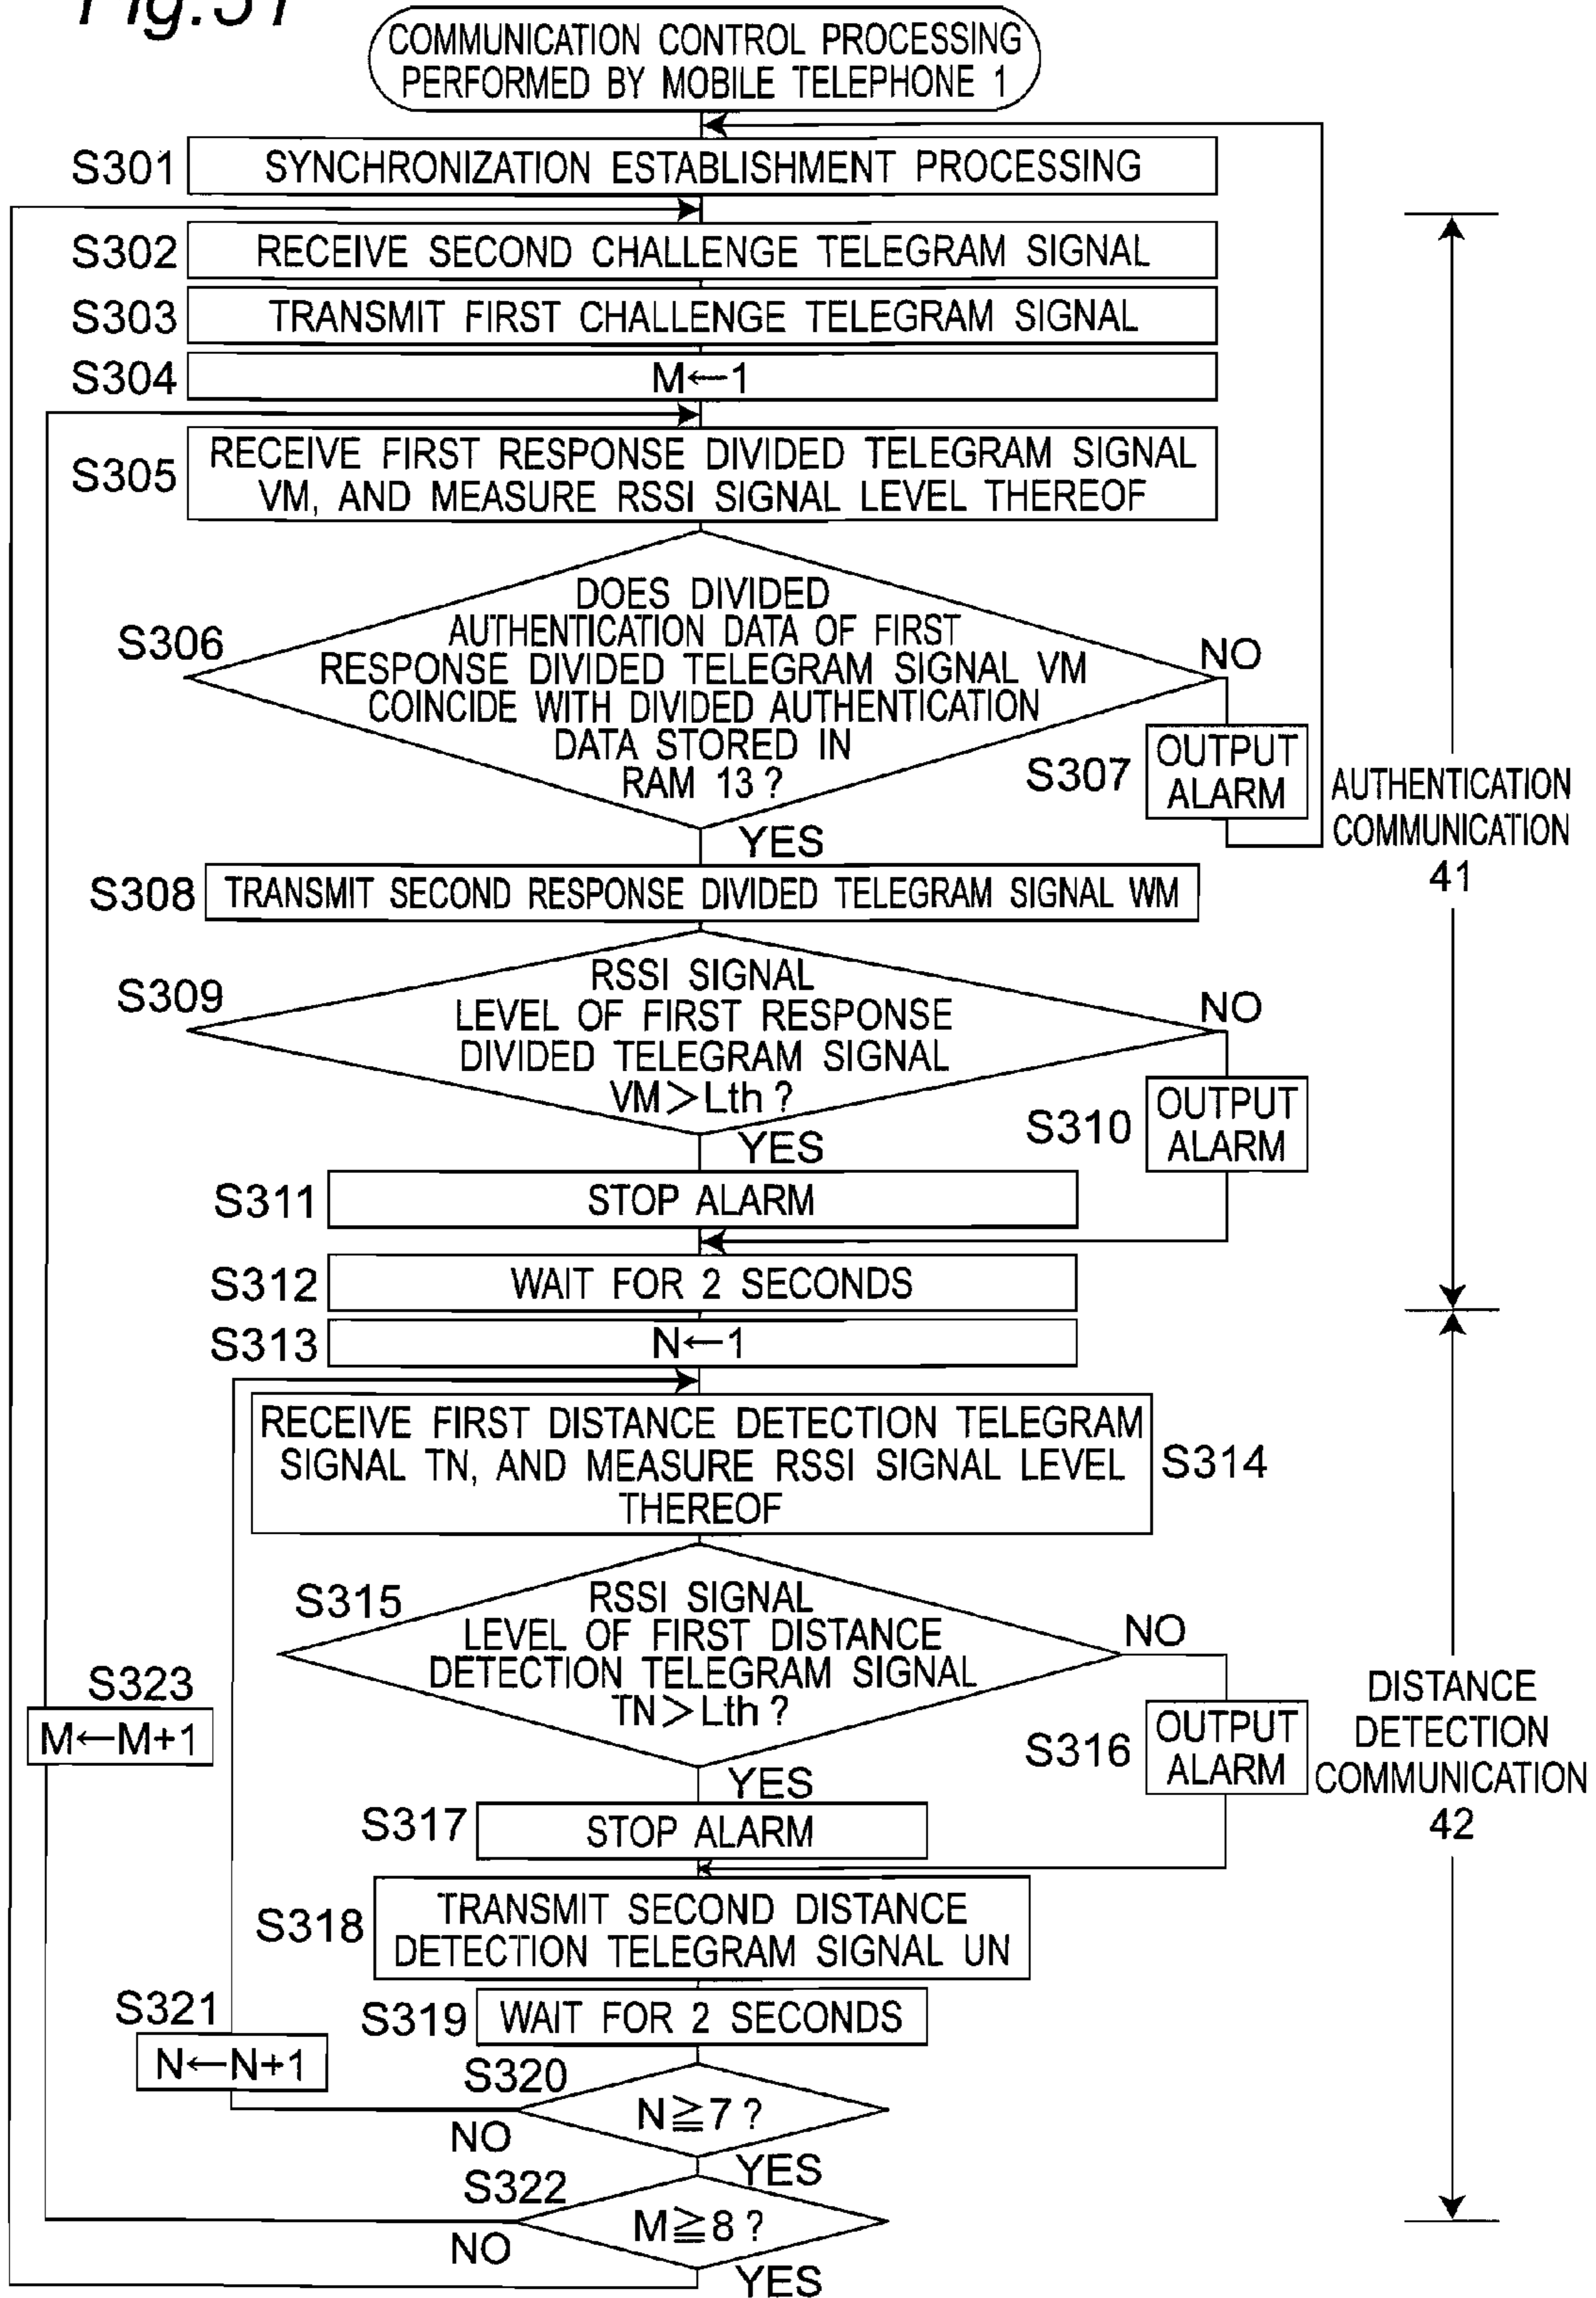 Fig.31
COMMUNICATION CONTROL PROCESSING
PERFORMED BY MOBILE TELEPHONE 1
S301
SYNCHRONIZATION ESTABLISHMENT PROCESSING
S302
RECEIVE SECOND CHALLENGE TELEGRAM SIGNAL
S303
TRANSMIT FIRST CHALLENGE TELEGRAM SIGNAL
S304
M←1
S305
RECEIVE FIRST RESPONSE DIVIDED TELEGRAM SIGNAL
VM, AND MEASURE RSSI SIGNAL LEVEL THEREOF
S306
DOES DIVIDED
AUTHENTICATION DATA OF FIRST
RESPONSE DIVIDED TELEGRAM SIGNAL VM
COINCIDE WITH DIVIDED AUTHENTICATION
DATA STORED IN
RAM 13?
NO
S307
OUTPUT
ALARM
AUTHENTICATION
COMMUNICATION
41
YES
S308
TRANSMIT SECOND RESPONSE DIVIDED TELEGRAM SIGNAL WM
S309
RSSI SIGNAL
LEVEL OF FIRST RESPONSE
DIVIDED TELEGRAM SIGNAL
VM>Lth?
NO
S310
OUTPUT
ALARM
YES
S311
STOP ALARM
S312
WAIT FOR 2 SECONDS
S313
N←1
RECEIVE FIRST DISTANCE DETECTION TELEGRAM
SIGNAL TN, AND MEASURE RSSI SIGNAL LEVEL
THEREOF
S314
S315
RSSI SIGNAL
LEVEL OF FIRST DISTANCE
DETECTION TELEGRAM SIGNAL
TN>Lth?
NO
S316
OUTPUT
ALARM
DISTANCE
DETECTION
COMMUNICATION
42
S323
M←M+1
YES
S317
STOP ALARM
S318
TRANSMIT SECOND DISTANCE
DETECTION TELEGRAM SIGNAL UN
S319
WAIT FOR 2 SECONDS
S321
N←N+1
S320
N≧7?
NO
YES
S322
M≧8?
NO
YES